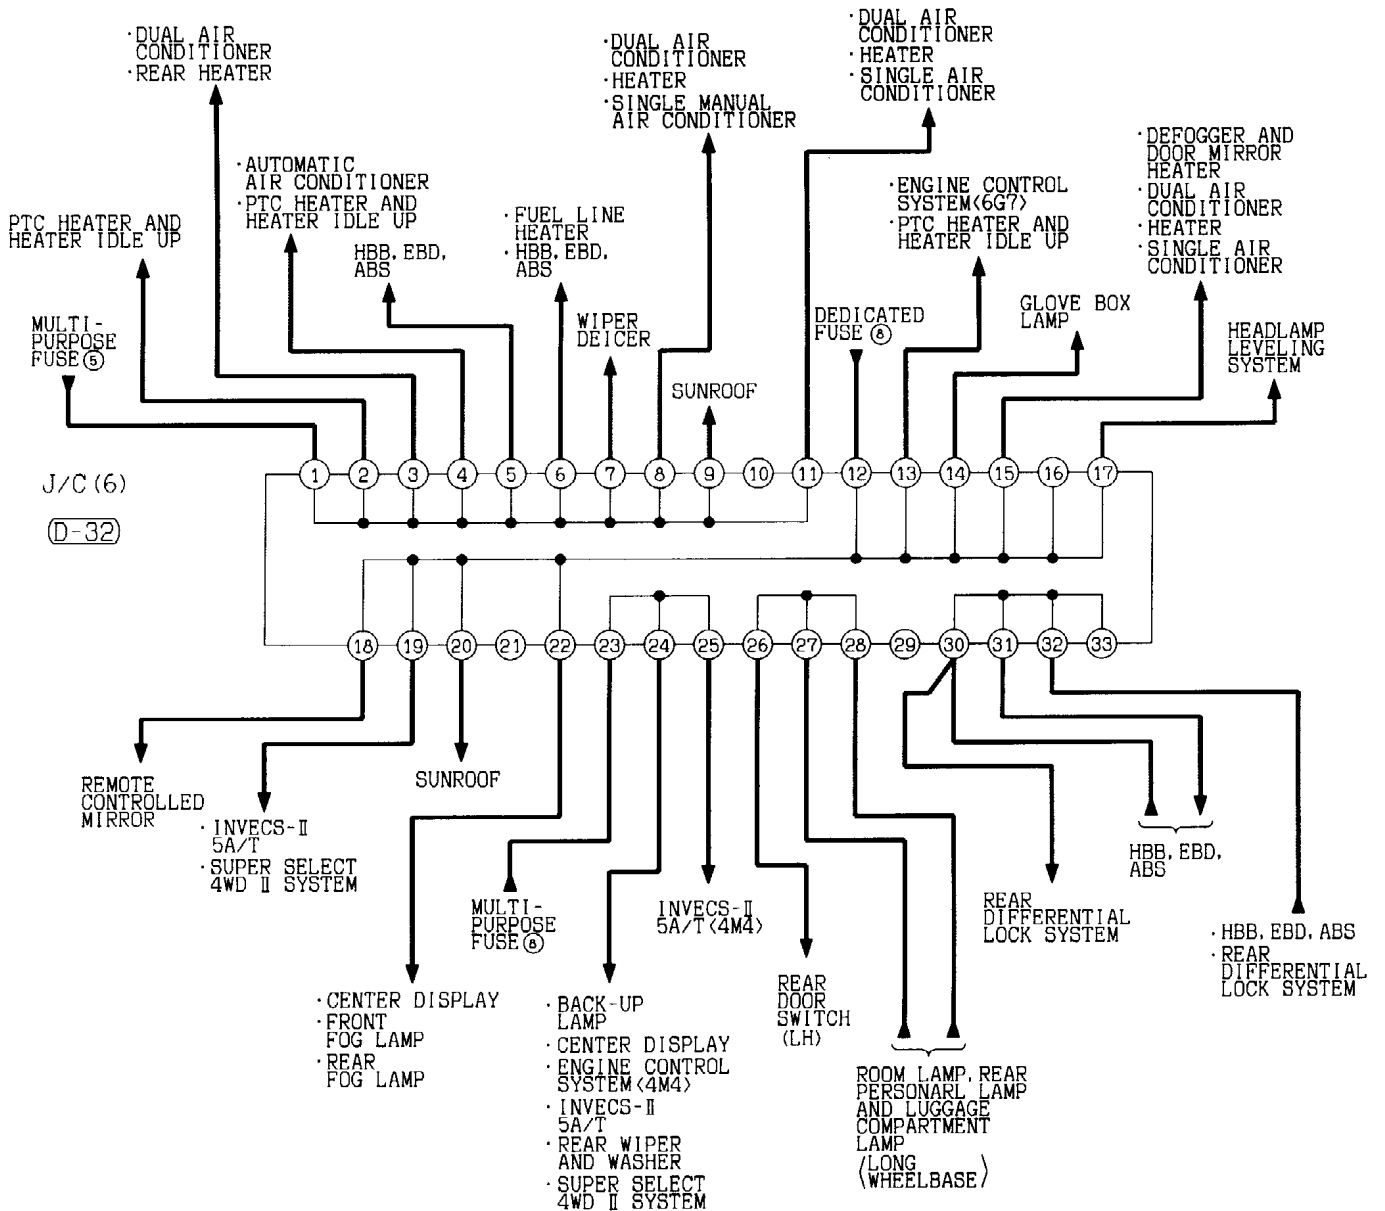 ·DUAL AIR
CONDITIONER
·REAR HEATER
·DUAL AIR
CONDITIONER
·HEATER
·SINGLE MANUAL
AIR CONDITIONER
·DUAL AIR
CONDITIONER
·HEATER
·SINGLE AIR
CONDITIONER
·DEFOGGER AND
DOOR MIRROR
HEATER
·DUAL AIR
CONDITIONER
·HEATER
·SINGLE AIR
CONDITIONER
·AUTOMATIC
AIR CONDITIONER
·PTC HEATER AND
HEATER IDLE UP
·ENGINE CONTROL
SYSTEM<6G7>
·PTC HEATER AND
HEATER IDLE UP
PTC HEATER AND
HEATER IDLE UP
HBB, EBD,
ABS
·FUEL LINE
HEATER
·HBB, EBD,
ABS
MULTI-
PURPOSE
FUSE⑤
WIPER
DEICER
SUNROOF
DEDICATED
FUSE⑧
GLOVE BOX
LAMP
HEADLAMP
LEVELING
SYSTEM
J/C(6)
D-32
1 2 3 4 5 6 7 8 9 10 11 12 13 14 15 16 17
18 19 20 21 22 23 24 25 26 27 28 29 30 31 32 33
REMOTE
CONTROLLED
MIRROR
·INVECS-Ⅱ
5A/T
·SUPER SELECT
4WD Ⅱ SYSTEM
SUNROOF
·CENTER DISPLAY
·FRONT
FOG LAMP
·REAR
FOG LAMP
MULTI-
PURPOSE
FUSE⑧
·BACK-UP
LAMP
·CENTER DISPLAY
·ENGINE CONTROL
SYSTEM<4M4>
·INVECS-Ⅱ
5A/T
·REAR WIPER
AND WASHER
·SUPER SELECT
4WD Ⅱ SYSTEM
INVECS-Ⅱ
5A/T<4M4>
REAR
DOOR
SWITCH
(LH)
ROOM LAMP, REAR
PERSONARL LAMP
AND LUGGAGE
COMPARTMENT
LAMP
<LONG
WHEELBASE>
REAR
DIFFERENTIAL
LOCK SYSTEM
HBB, EBD,
ABS
·HBB, EBD, ABS
·REAR
DIFFERENTIAL
LOCK SYSTEM